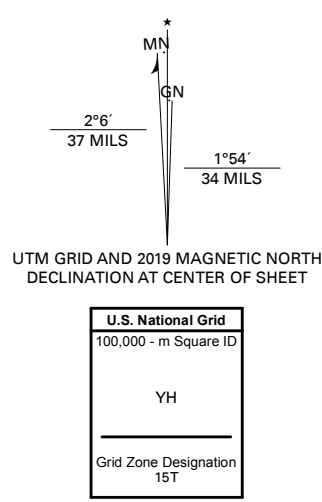 MN
GN
2°6´
37 MILS
1°54´
34 MILS
UTM GRID AND 2019 MAGNETIC NORTH
DECLINATION AT CENTER OF SHEET
U.S. National Grid
100,000 - m Square ID
YH
Grid Zone Designation
15T